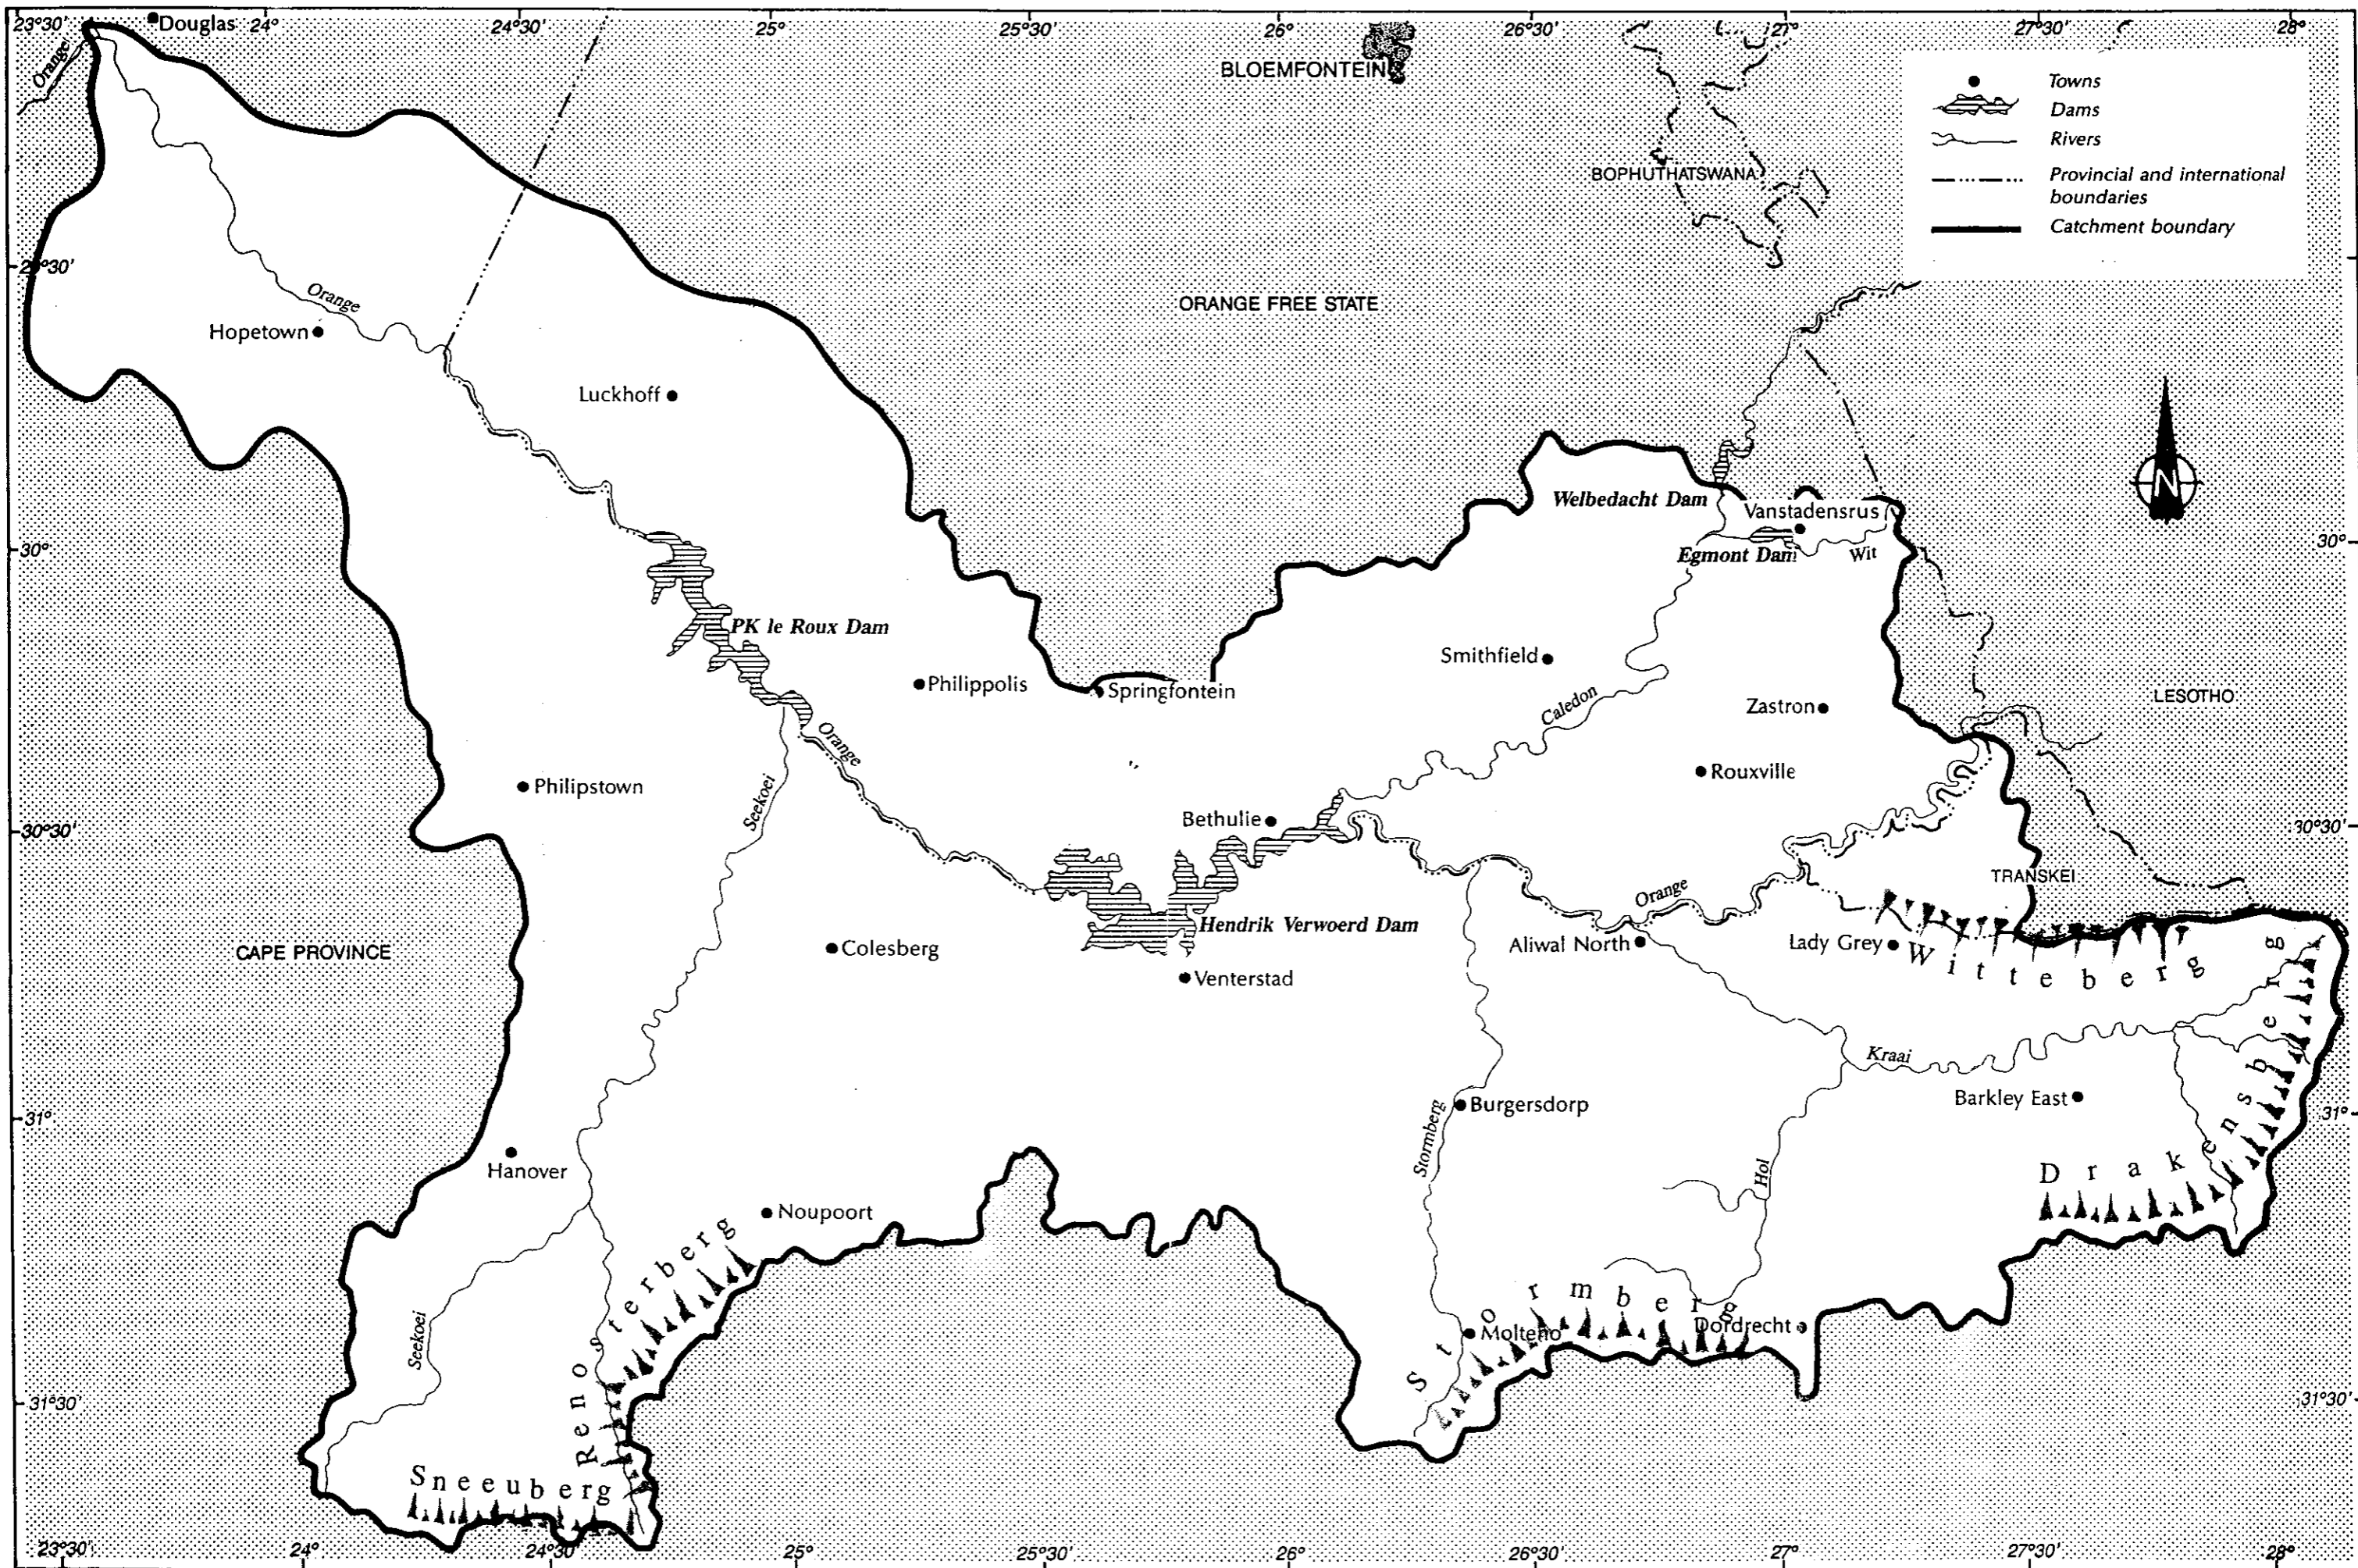 23°30'
24°
24°30'
25°
25°30'
26°
26°30'
27°
27°30'
28°
Douglas
Orange
BLOEMFONTEIN
BOPHUTHATSWANA
Towns
Dams
Rivers
Provincial and international
boundaries
Catchment boundary
29°30'
Orange
Hopetown
ORANGE FREE STATE
Luckhoff
N
Welbedacht Dam
Vanstadensrus
30°
Egmont Dam
Wit
30°
PK le Roux Dam
Smithfield
Philippolis
Springfontein
Caledon
Zastron
LESOTHO
Orange
Rouxville
Philipstown
Seekoei
Bethulie
30°30'
30°30'
TRANSKEI
Orange
Hendrik Verwoerd Dam
CAPE PROVINCE
Colesberg
Aliwal North
Lady Grey
Witteberg
Venterstad
Kraai
Barkley East
Burgersdorp
31°
31°
Stormberg
Hanover
Hol
Drakensberg
Noupoort
Renosterberg
Seekoei
Stormberg
Molteno
Dordrecht
31°30'
31°30'
Sneeuberg
23°30'
24°
24°30'
25°
25°30'
26°
26°30'
27°
27°30'
28°